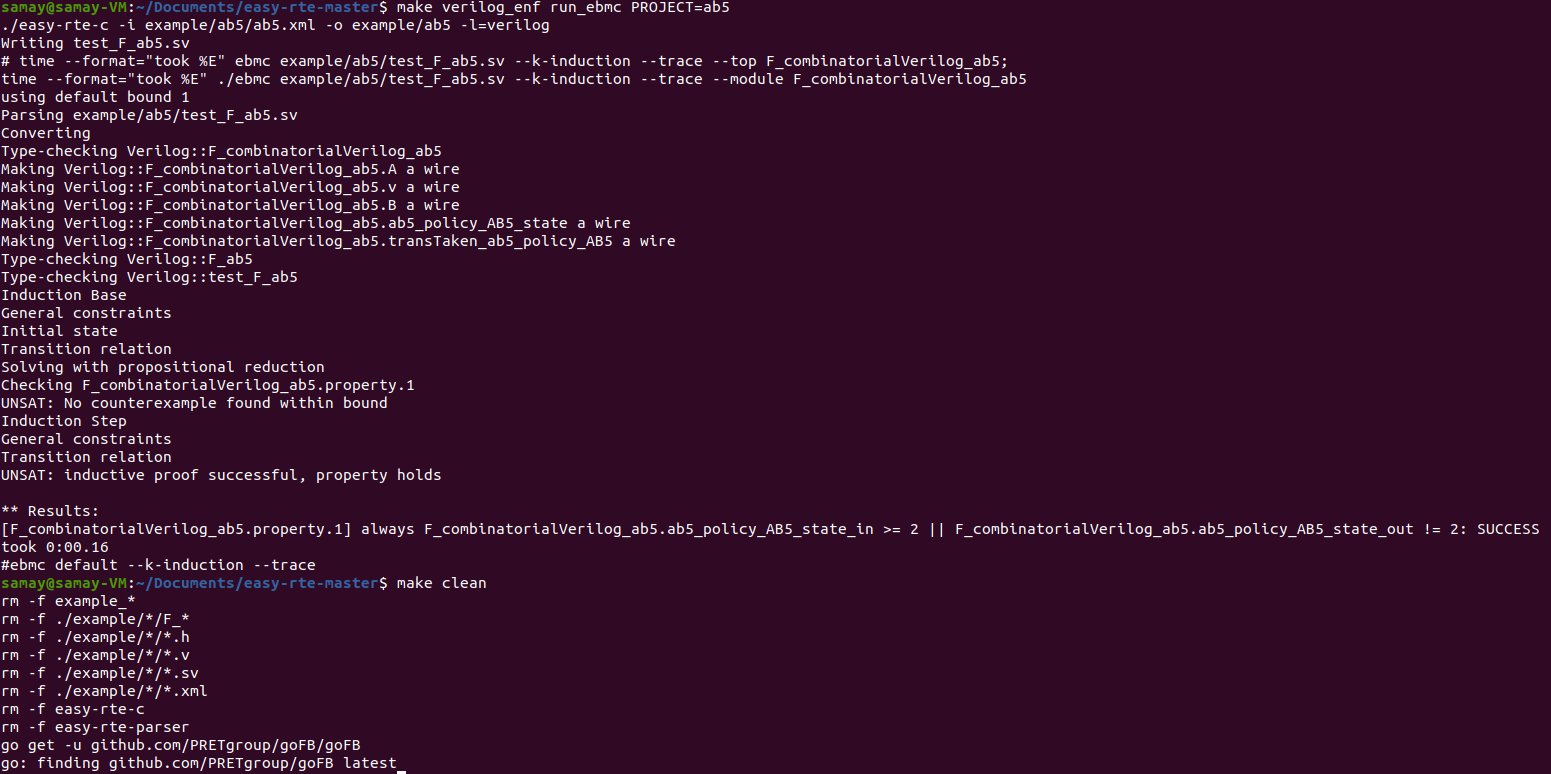 samay@samay-VM:~/Documents/easy-rte-master$ make verilog_enf run_ebmc PROJECT=ab5
./easy-rte-c -i example/ab5/ab5.xml -o example/ab5 -l=verilog
Writing test_F_ab5.sv
# time --format="took %E" ebmc example/ab5/test_F_ab5.sv --k-induction --trace --top F_combinatorialVerilog_ab5;
time --format="took %E" ./ebmc example/ab5/test_F_ab5.sv --k-induction --trace --module F_combinatorialVerilog_ab5
using default bound 1
Parsing example/ab5/test_F_ab5.sv
Converting
Type-checking Verilog::F_combinatorialVerilog_ab5
Making Verilog::F_combinatorialVerilog_ab5.A a wire
Making Verilog::F_combinatorialVerilog_ab5.v a wire
Making Verilog::F_combinatorialVerilog_ab5.B a wire
Making Verilog::F_combinatorialVerilog_ab5.ab5_policy_AB5_state a wire
Making Verilog::F_combinatorialVerilog_ab5.transTaken_ab5_policy_AB5 a wire
Type-checking Verilog::F_ab5
Type-checking Verilog::test_F_ab5
Induction Base
General constraints
Initial state
Transition relation
Solving with propositional reduction
Checking F_combinatorialVerilog_ab5.property.1
UNSAT: No counterexample found within bound
Induction Step
General constraints
Transition relation
UNSAT: inductive proof successful, property holds

** Results:
[F_combinatorialVerilog_ab5.property.1] always F_combinatorialVerilog_ab5.ab5_policy_AB5_state_in >= 2 || F_combinatorialVerilog_ab5.ab5_policy_AB5_state_out != 2: SUCCESS
took 0:00.16
#ebmc default --k-induction --trace
samay@samay-VM:~/Documents/easy-rte-master$ make clean
rm -f example_*
rm -f ./example/*/F_*
rm -f ./example/*/*.h
rm -f ./example/*/*.v
rm -f ./example/*/*.sv
rm -f ./example/*/*.xml
rm -f easy-rte-c
rm -f easy-rte-parser
go get -u github.com/PRETgroup/goFB/goFB
go: finding github.com/PRETgroup/goFB latest